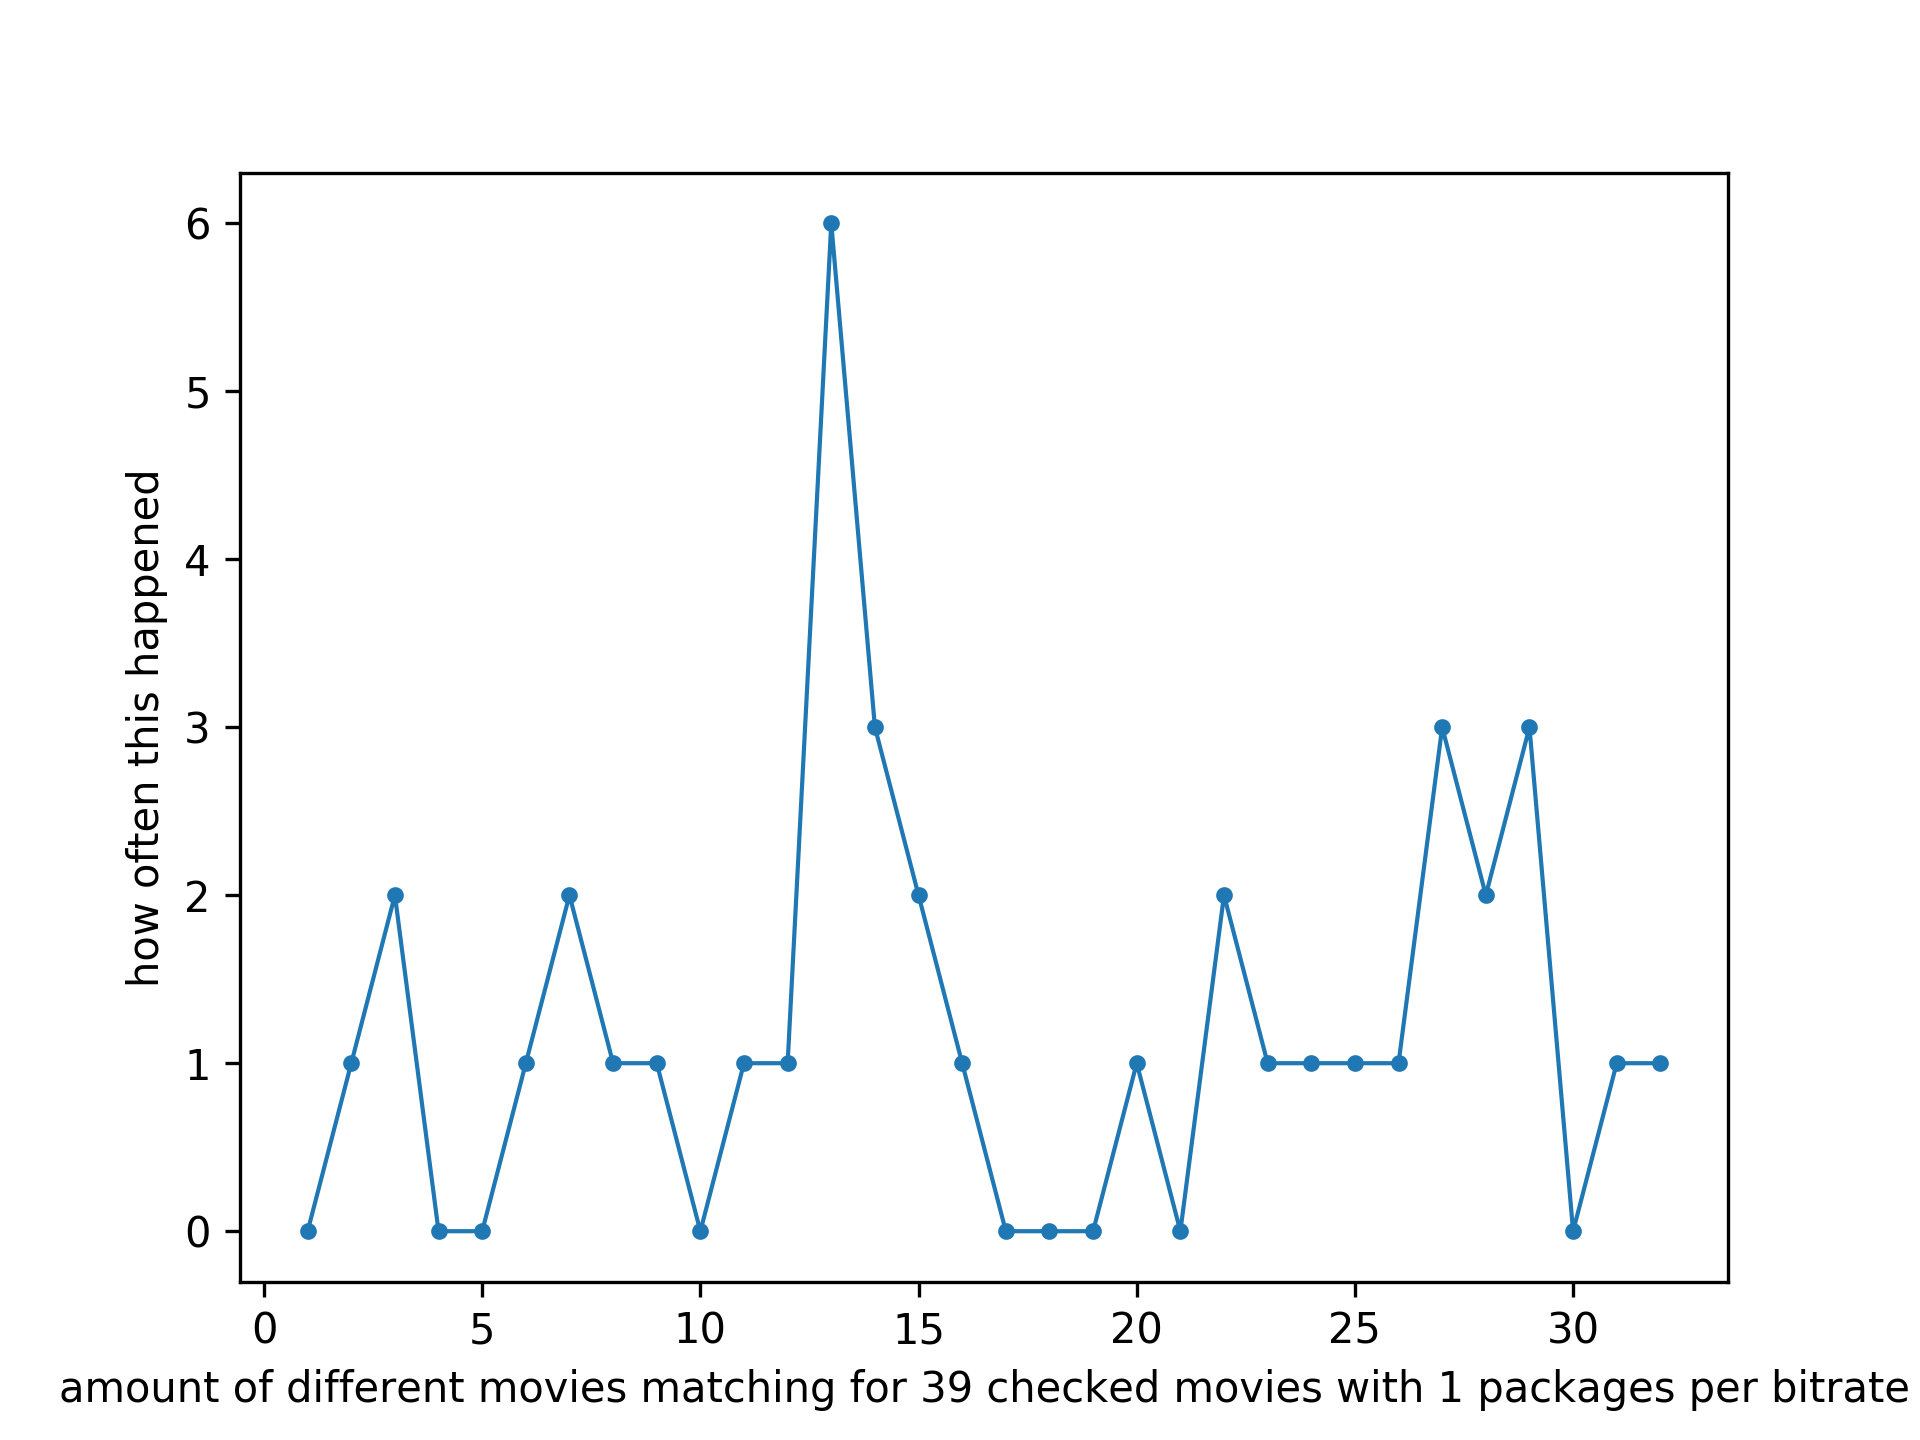 6
5
4
3
2
1
0
how often this happened
0 5 10 15 20 25 30
amount of different movies matching for 39 checked movies with 1 packages per bitrate